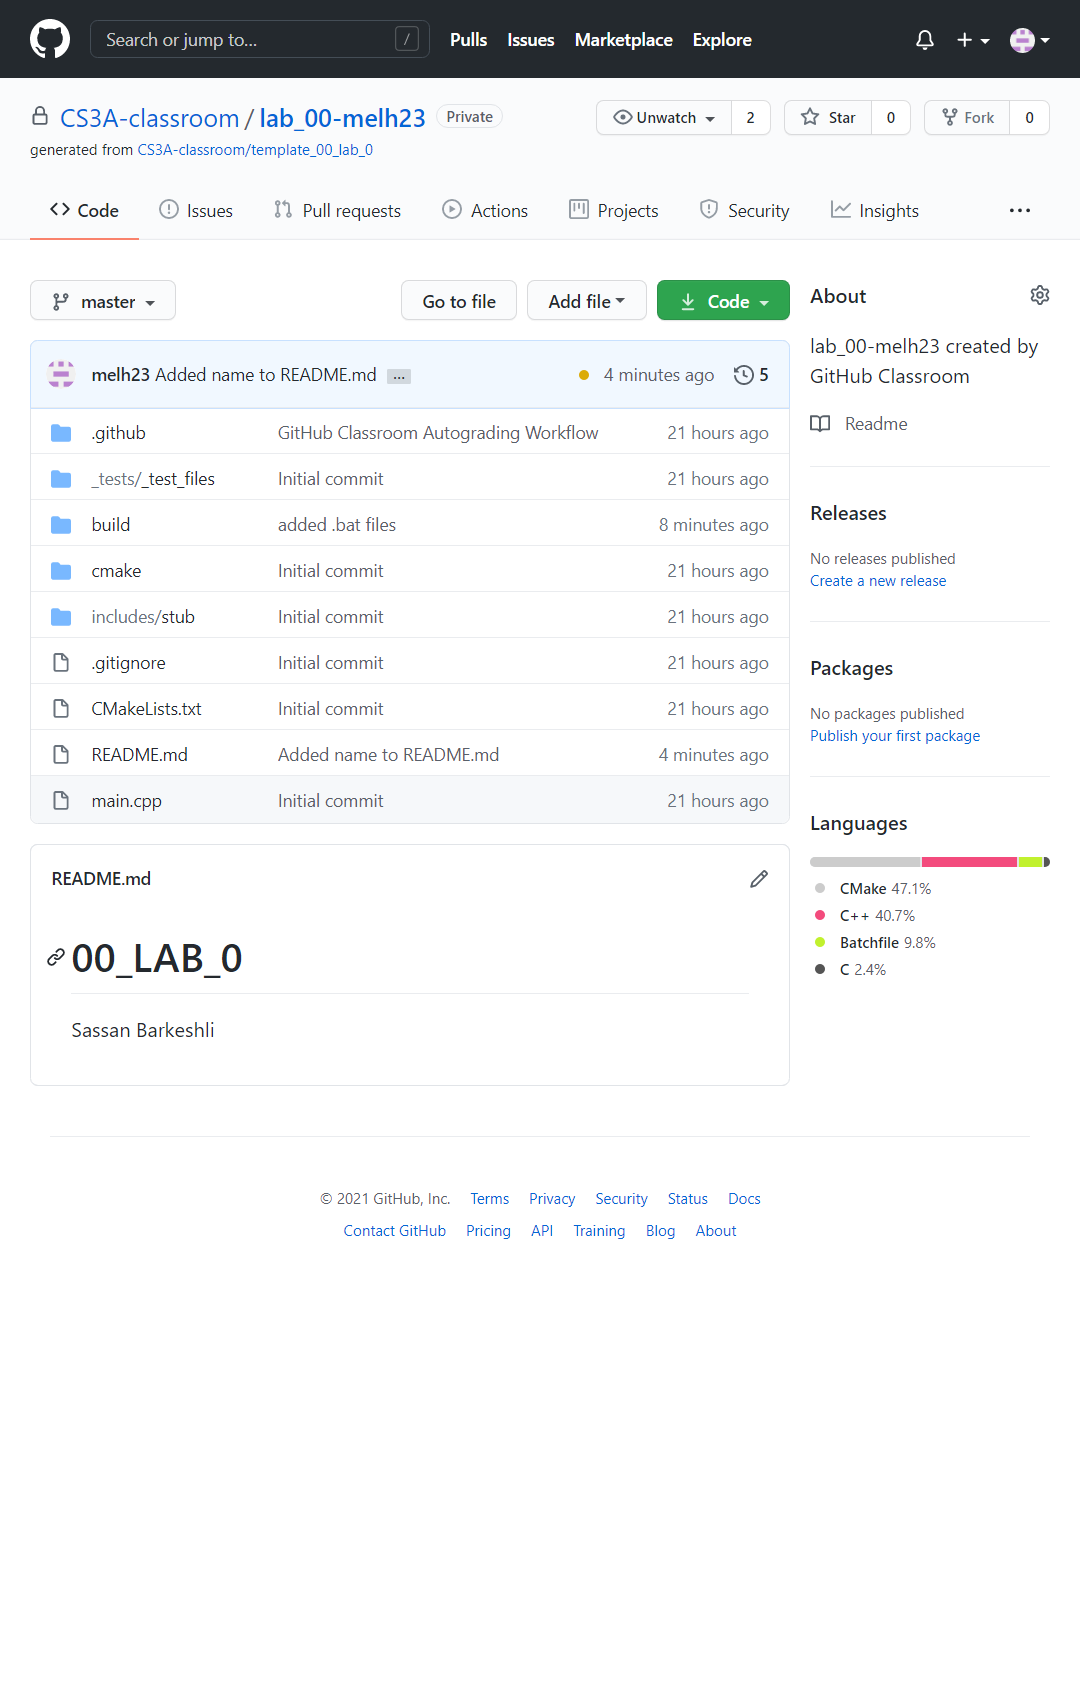 Search or jump to...
/
Pulls Issues Marketplace Explore
CS3A-classroom / lab_00-melh23 Private
Unwatch 2 Star 0 Fork 0
generated from CS3A-classroom/template_00_lab_0
Code Issues Pull requests Actions Projects Security Insights ...
master Go to file Add file Code
melh23 Added name to README.md ... 4 minutes ago 5
.github GitHub Classroom Autograding Workflow 21 hours ago
_tests/_test_files Initial commit 21 hours ago
build added .bat files 8 minutes ago
cmake Initial commit 21 hours ago
includes/stub Initial commit 21 hours ago
.gitignore Initial commit 21 hours ago
CMakeLists.txt Initial commit 21 hours ago
README.md Added name to README.md 4 minutes ago
main.cpp Initial commit 21 hours ago
README.md
00_LAB_0
Sassan Barkeshli
About
lab_00-melh23 created by
GitHub Classroom
Readme
Releases
No releases published
Create a new release
Packages
No packages published
Publish your first package
Languages
CMake 47.1%
C++ 40.7%
Batchfile 9.8%
C 2.4%
© 2021 GitHub, Inc. Terms Privacy Security Status Docs
Contact GitHub Pricing API Training Blog About